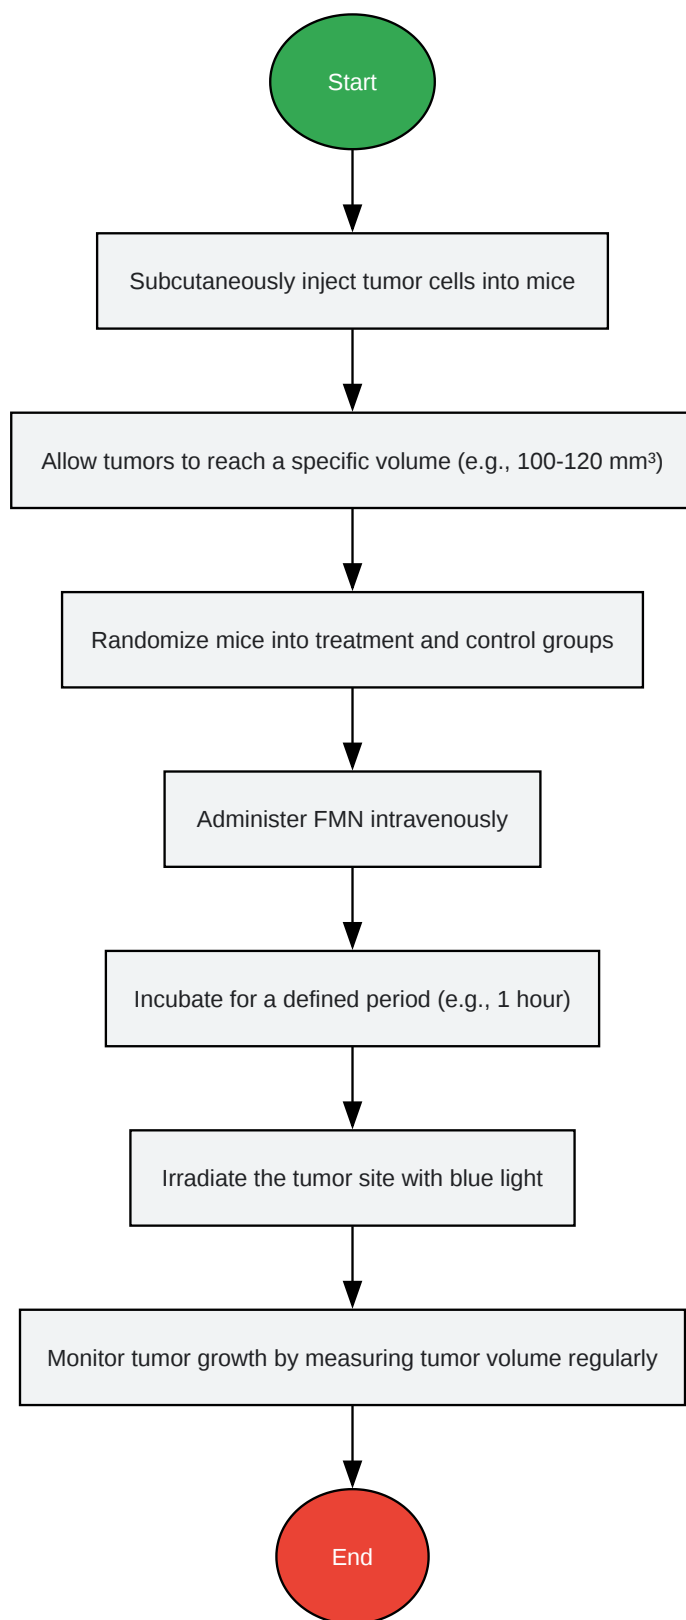 Start
Subcutaneously inject tumor cells into mice
Allow tumors to reach a specific volume (e.g., 100-120 mm³)
Randomize mice into treatment and control groups
Administer FMN intravenously
Incubate for a defined period (e.g., 1 hour)
Irradiate the tumor site with blue light
Monitor tumor growth by measuring tumor volume regularly
End